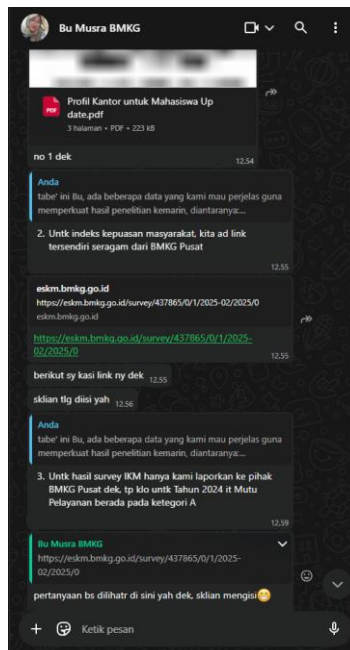 Bu Musra BMKG
PDF
Profil Kantor untuk Mahasiswa Up
date.pdf
3 halaman • PDF • 223 kB
no 1 dek
12.54
Anda
tabe' ini Bu, ada beberapa data yang kami mau perjelas guna
memperkuat hasil penelitian kemarin, diantaranya:...
2. Untk indeks kepuasan masyarakat, kita ad link
tersendiri seragam dari BMKG Pusat
12.55
eskm.bmkg.go.id
https://eskm.bmkg.go.id/survey/437865/0/1/2025-02/2025/0
eskm.bmkg.go.id
https://eskm.bmkg.go.id/survey/437865/0/1/2025-
02/2025/0
12.55
berikut sy kasi link ny dek 12.55
sklian tlg diisi yah 12.56
Anda
tabe' ini Bu, ada beberapa data yang kami mau perjelas guna
memperkuat hasil penelitian kemarin, diantaranya:...
3. Untk hasil survey IKM hanya kami laporkan ke pihak
BMKG Pusat dek, tp klo untk Tahun 2024 it Mutu
Pelayanan berada pada ketegori A
12.59
Bu Musra BMKG
https://eskm.bmkg.go.id/survey/437865/0/1/2025-
02/2025/0
pertanyaan bs dilihatr di sini yah dek, sklian mengisi😁
Ketik pesan